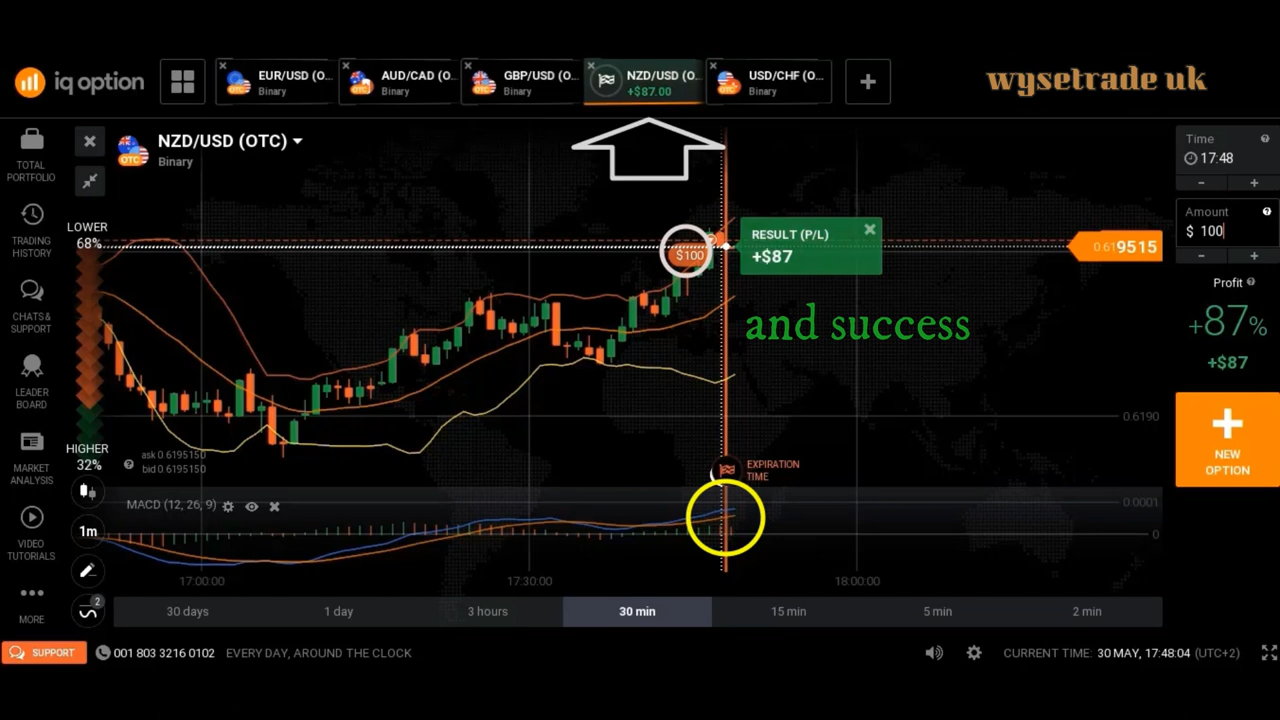 iq option
EUR/USD (O...
Binary
AUD/CAD (O...
Binary
GBP/USD (O...
Binary
NZD/USD (O...
+$87.00
USD/CHF (O...
Binary
wysetrade uk
TOTAL
PORTFOLIO
TRADING
HISTORY
CHATS &
SUPPORT
LEADER
BOARD
MARKET
ANALYSIS
VIDEO
TUTORIALS
MORE
NZD/USD (OTC)
OTC
Binary
LOWER
68%
HIGHER
32%
ask 0.6195150
bid 0.6195150
$100
RESULT (P/L)
+$87
and success
0.619515
0.6190
EXPIRATION
TIME
MACD (12, 26, 9)
0.0001
0
1m
2
17:00:00
17:30:00
18:00:00
30 days
1 day
3 hours
30 min
15 min
5 min
2 min
Time
17:48
- +
Amount
$ 100
- +
Profit
+87%
+$87
NEW
OPTION
SUPPORT
001 803 3216 0102
EVERY DAY, AROUND THE CLOCK
CURRENT TIME: 30 MAY, 17:48:04 (UTC+2)